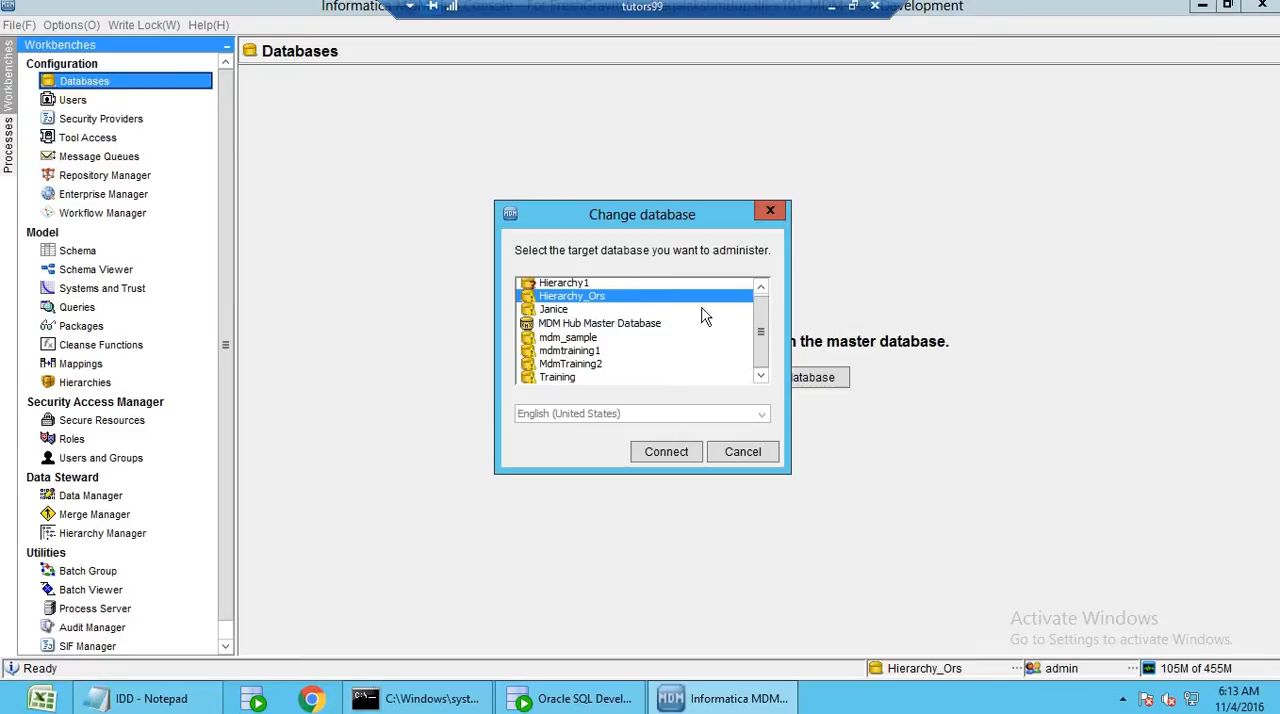 tutors99
File(F) Options(O) Write Lock(W) Help(H)
Workbenches
Processes
Workbenches
Configuration
Databases
Users
Security Providers
Tool Access
Message Queues
Repository Manager
Enterprise Manager
Workflow Manager
Model
Schema
Schema Viewer
Systems and Trust
Queries
Packages
Cleanse Functions
Mappings
Hierarchies
Security Access Manager
Secure Resources
Roles
Users and Groups
Data Steward
Data Manager
Merge Manager
Hierarchy Manager
Utilities
Batch Group
Batch Viewer
Process Server
Audit Manager
SIF Manager
Databases
Change database
Select the target database you want to administer.
Hierarchy1
Hierarchy_Ors
Janice
MDM Hub Master Database
mdm_sample
mdmtraining1
MdmTraining2
Training
English (United States)
Connect Cancel
the master database.
atabase
Activate Windows
Go to Settings to activate Windows.
Ready
Hierarchy_Ors
admin
105M of 455M
IDD - Notepad
C:\Windows\syst...
Oracle SQL Develo...
Informatica MDM...
6:13 AM
11/4/2016